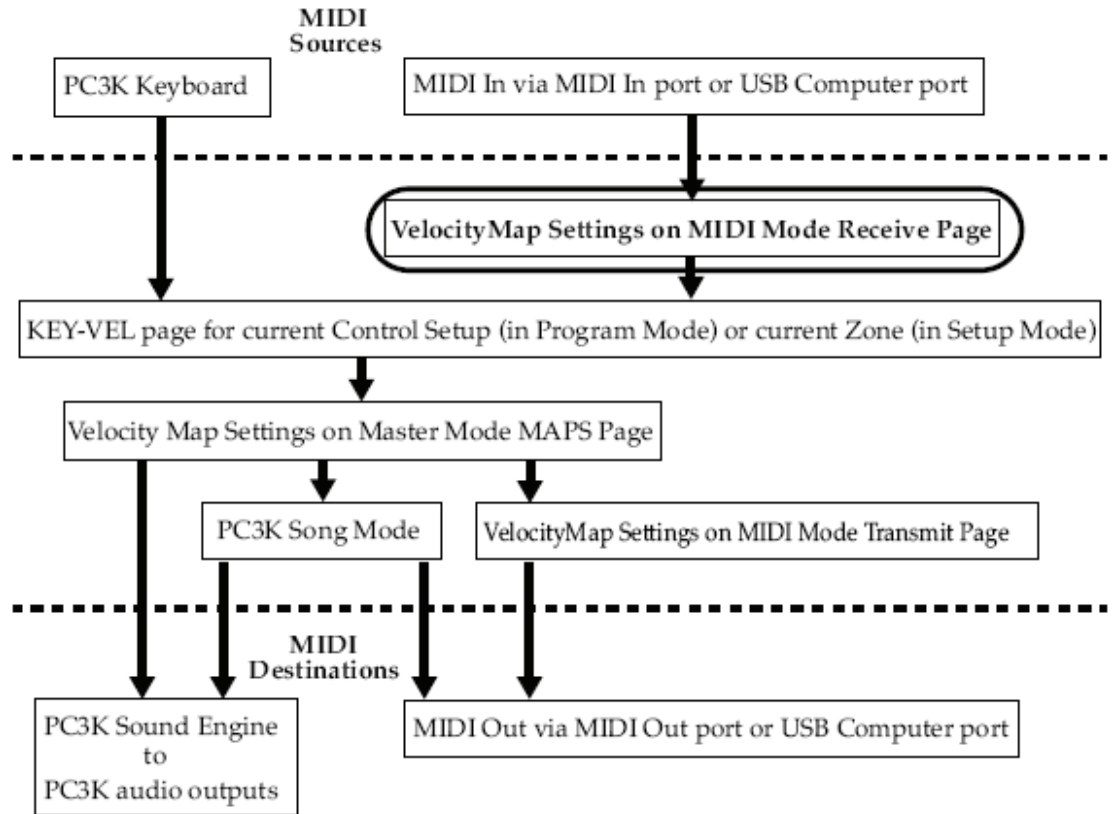 MIDI
Sources
PC3K Keyboard
MIDI In via MIDI In port or USB Computer port
VelocityMap Settings on MIDI Mode Receive Page
KEY-VEL page for current Control Setup (in Program Mode) or current Zone (in Setup Mode)
Velocity Map Settings on Master Mode MAPS Page
PC3K Song Mode
VelocityMap Settings on MIDI Mode Transmit Page
MIDI
Destinations
PC3K Sound Engine
to
PC3K audio outputs
MIDI Out via MIDI Out port or USB Computer port